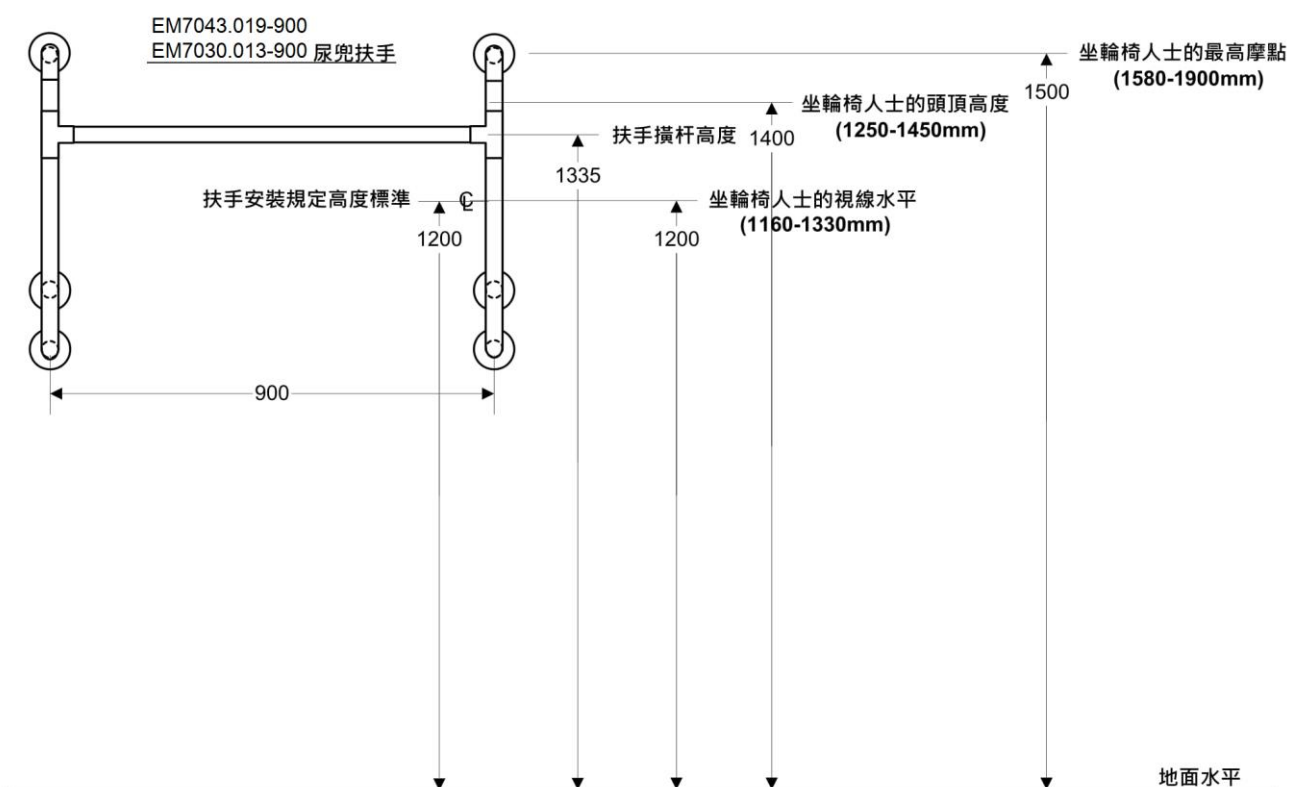 EM7043.019-900
EM7030.013-900 尿兜扶手
坐輪椅人士的最高摩點
(1580-1900mm)
1500
坐輪椅人士的頭頂高度
(1250-1450mm)
1400
扶手橫杆高度
1335
扶手安裝規定高度標準
℄
1200
坐輪椅人士的視線水平
(1160-1330mm)
1200
900
地面水平